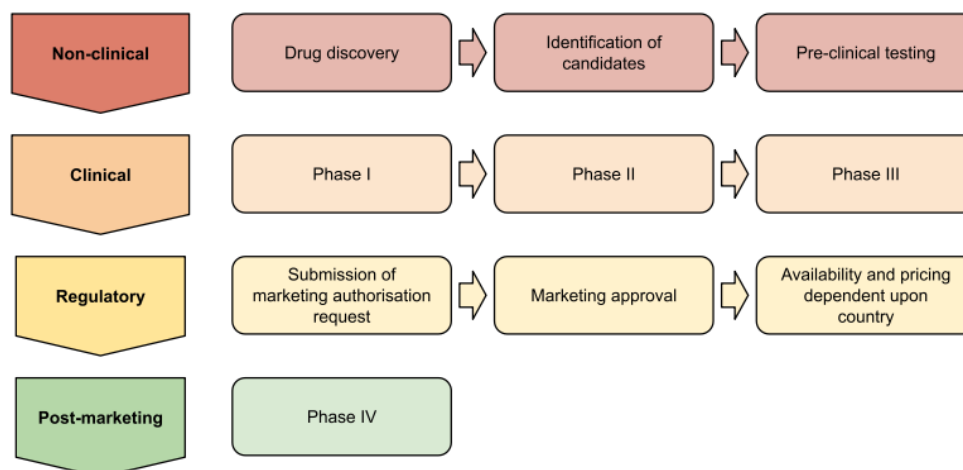 Non-clinical
Drug discovery
Identification of
candidates
Pre-clinical testing
Clinical
Phase I
Phase II
Phase III
Regulatory
Submission of
marketing authorisation
request
Marketing approval
Availability and pricing
dependent upon
country
Post-marketing
Phase IV